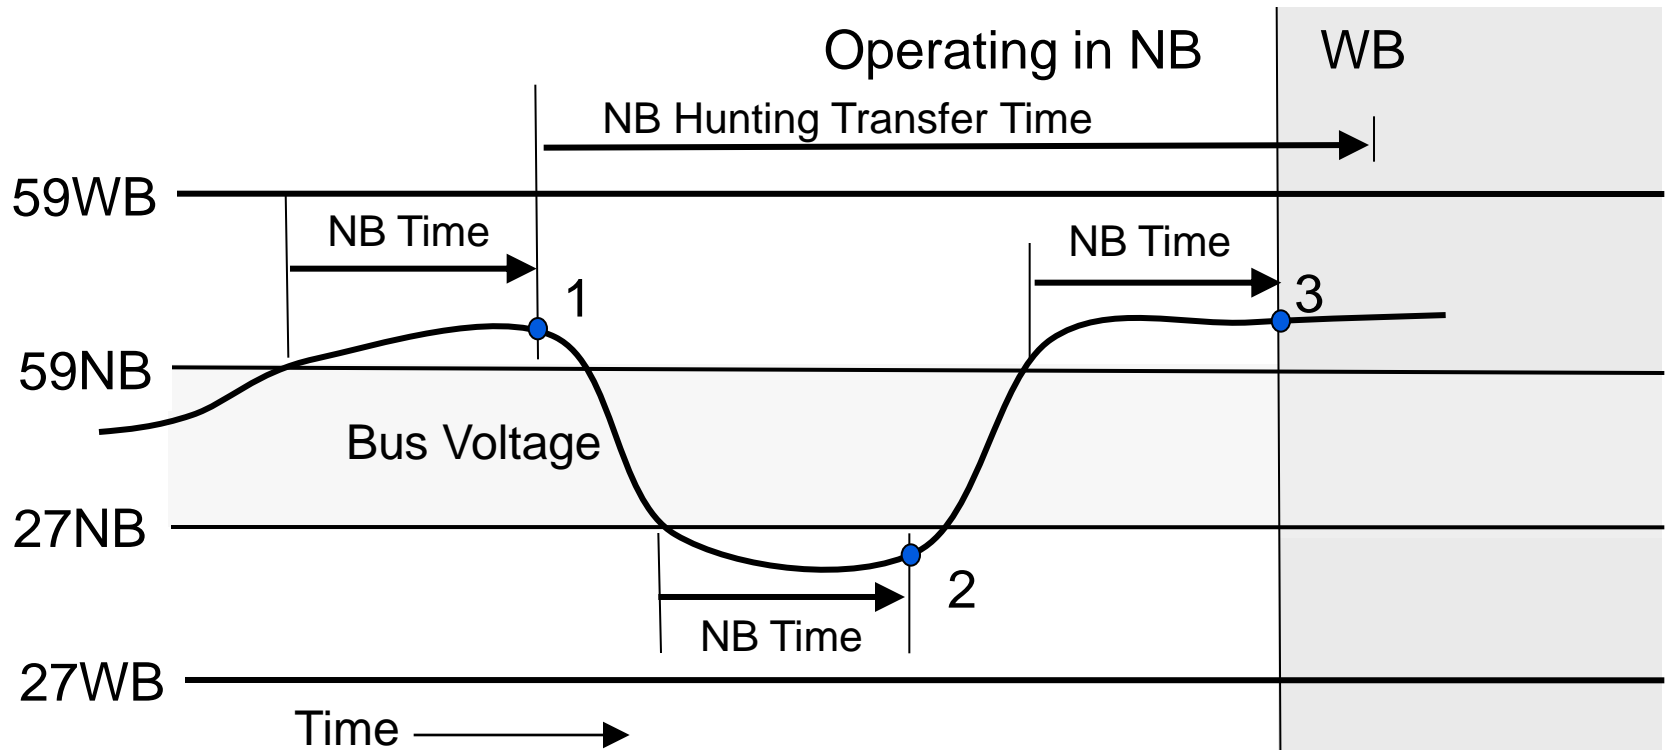 Operating in NB
WB
NB Hunting Transfer Time
59WB
NB Time
NB Time
1
3
59NB
Bus Voltage
27NB
2
NB Time
27WB
Time